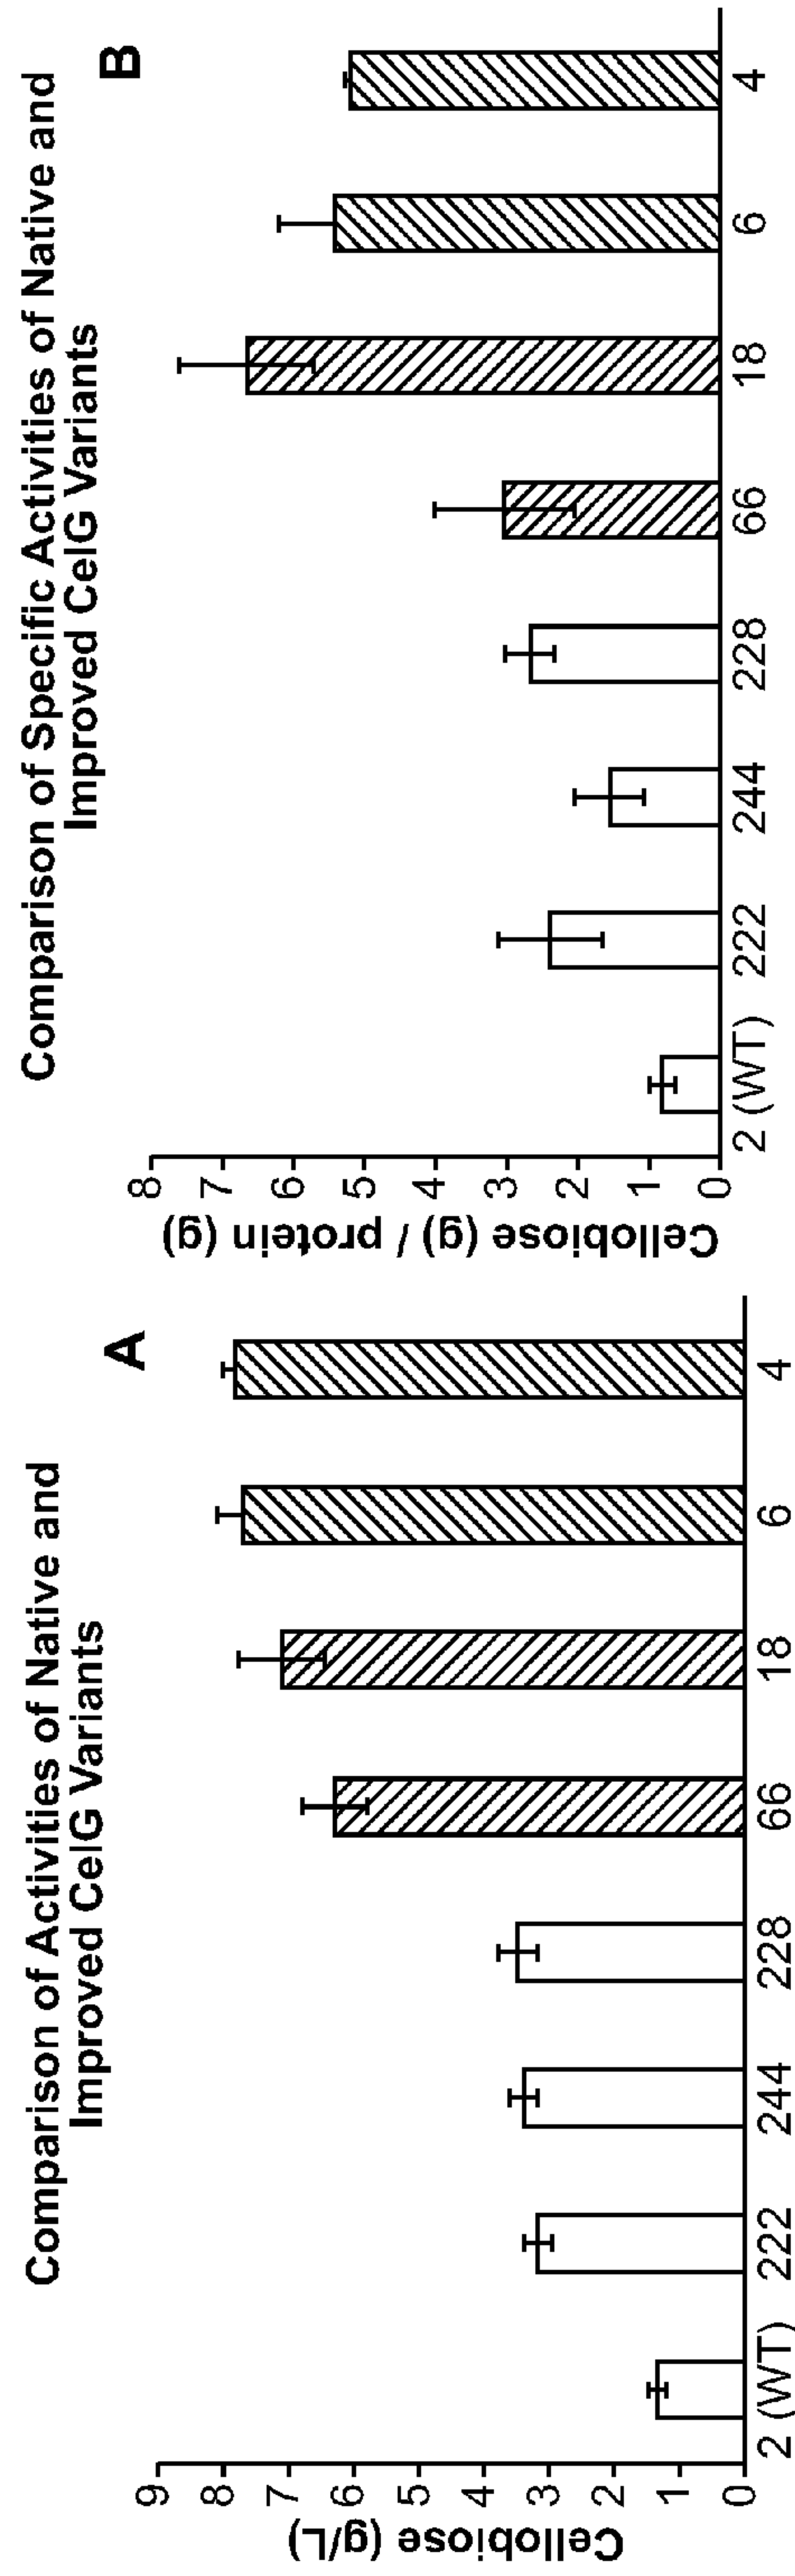 Comparison of Activities of Native and
Improved CelG Variants
A
Cellobiose (g/L)
9
8
7
6
5
4
3
2
1
0
2 (WT) 222 244 228 66 18 6 4
Comparison of Specific Activities of Native and
Improved CelG Variants
B
Cellobiose (g) / protein (g)
8
7
6
5
4
3
2
1
0
2 (WT) 222 244 228 66 18 6 4